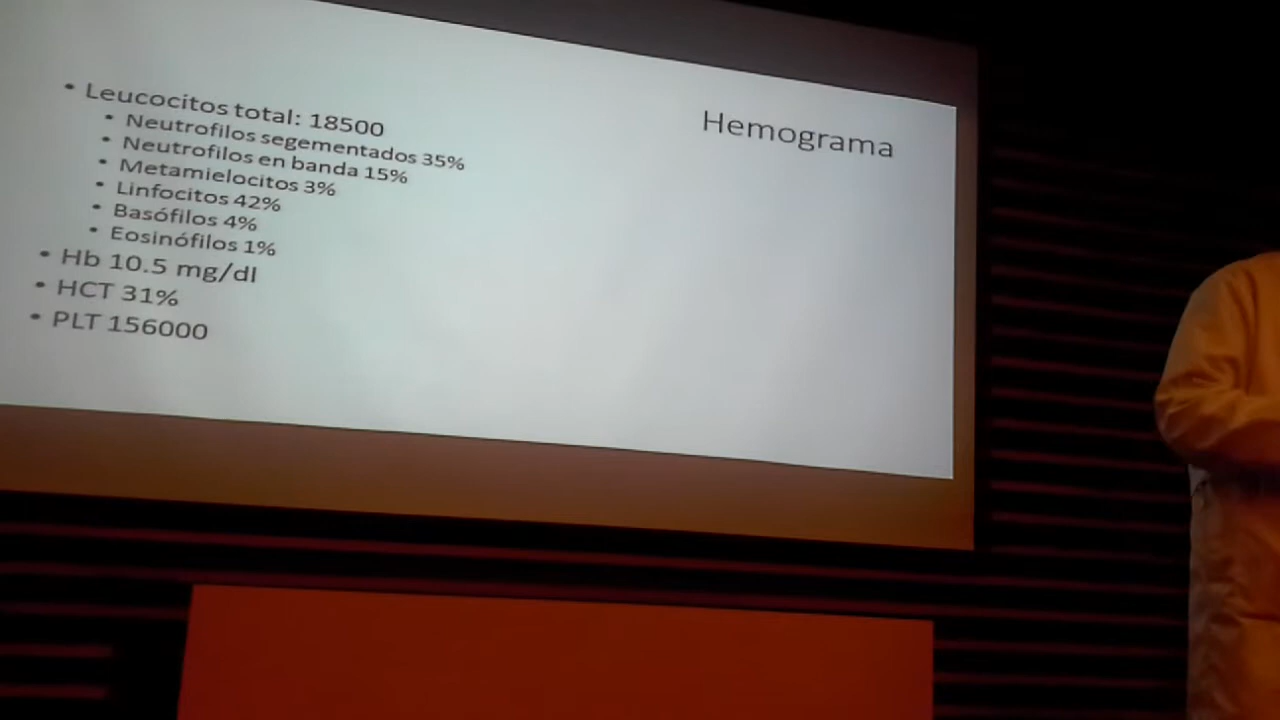 Hemograma
• Leucocitos total: 18500
• Neutrofilos segementados 35%
• Neutrofilos en banda 15%
• Metamielocitos 3%
• Linfocitos 42%
• Basófilos 4%
• Eosinófilos 1%
• Hb 10.5 mg/dl
• HCT 31%
• PLT 156000